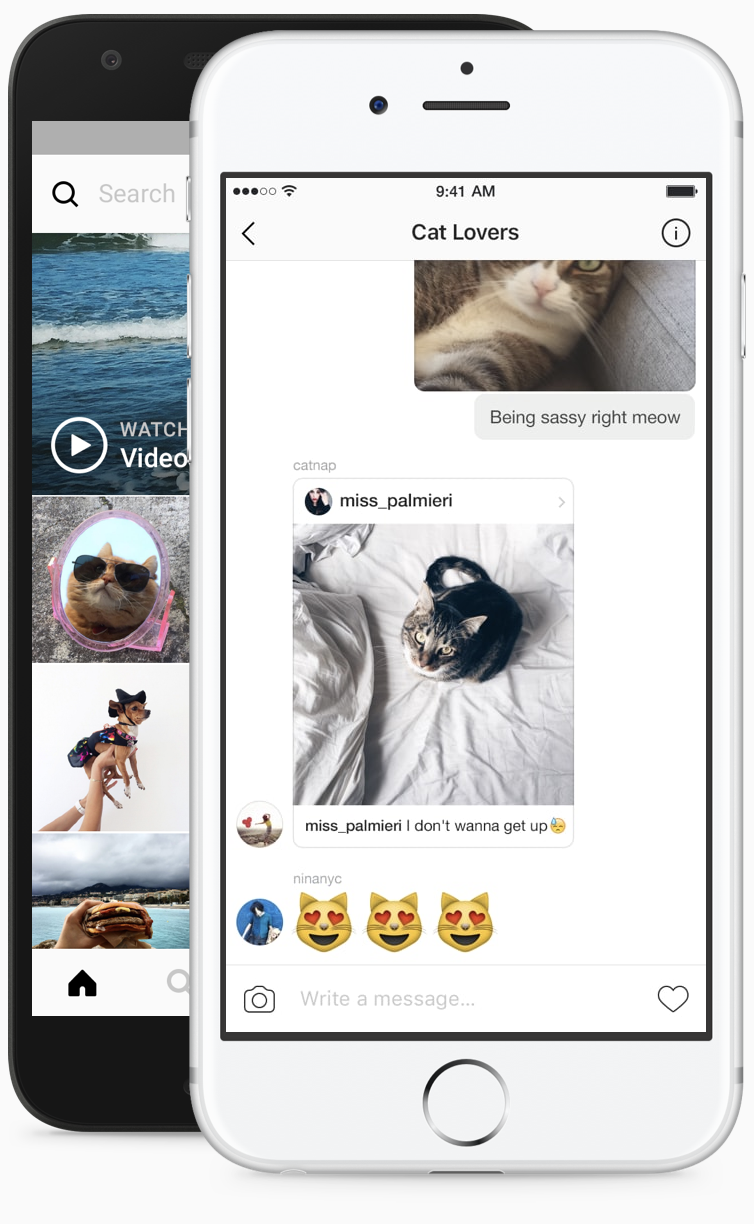 Search
WATCH
Video
9:41 AM
Cat Lovers
Being sassy right meow
catnap
miss_palmieri
miss_palmieri I don't wanna get up😓
ninanyc
😻 😻 😻
Write a message...